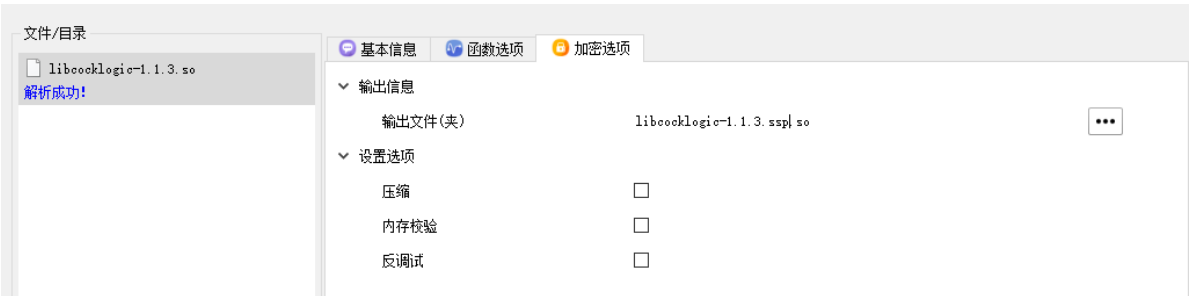 文件/目录
libcocklogic-1.1.3.so
解析成功!
基本信息
函数选项
加密选项
输出信息
输出文件(夹)
libcocklogic-1.1.3.ssp.so
设置选项
压缩
内存校验
反调试